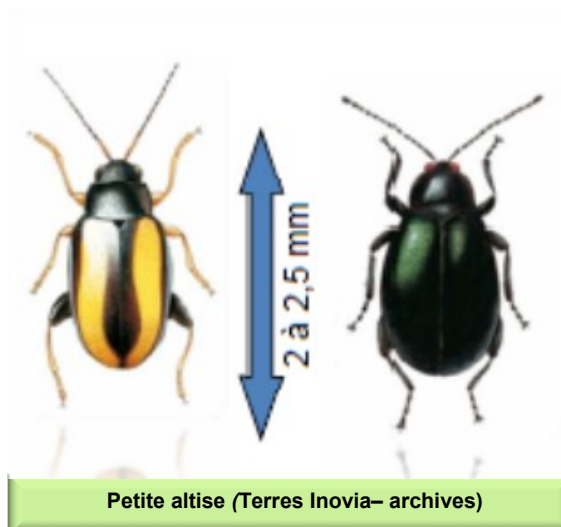 2 à 2,5 mm
Petite altise (Terres Inovia– archives)